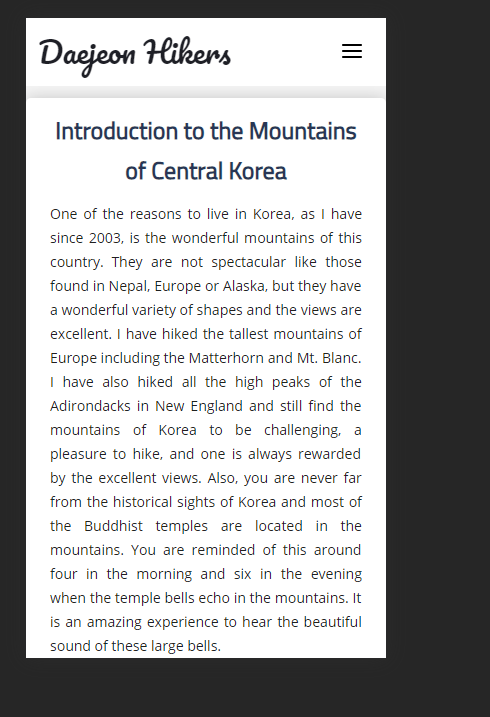 Daejeon Hikers
Introduction to the Mountains
of Central Korea
One of the reasons to live in Korea, as I have
since 2003, is the wonderful mountains of this
country. They are not spectacular like those
found in Nepal, Europe or Alaska, but they have
a wonderful variety of shapes and the views are
excellent. I have hiked the tallest mountains of
Europe including the Matterhorn and Mt. Blanc.
I have also hiked all the high peaks of the
Adirondacks in New England and still find the
mountains of Korea to be challenging, a
pleasure to hike, and one is always rewarded
by the excellent views. Also, you are never far
from the historical sights of Korea and most of
the Buddhist temples are located in the
mountains. You are reminded of this around
four in the morning and six in the evening
when the temple bells echo in the mountains. It
is an amazing experience to hear the beautiful
sound of these large bells.